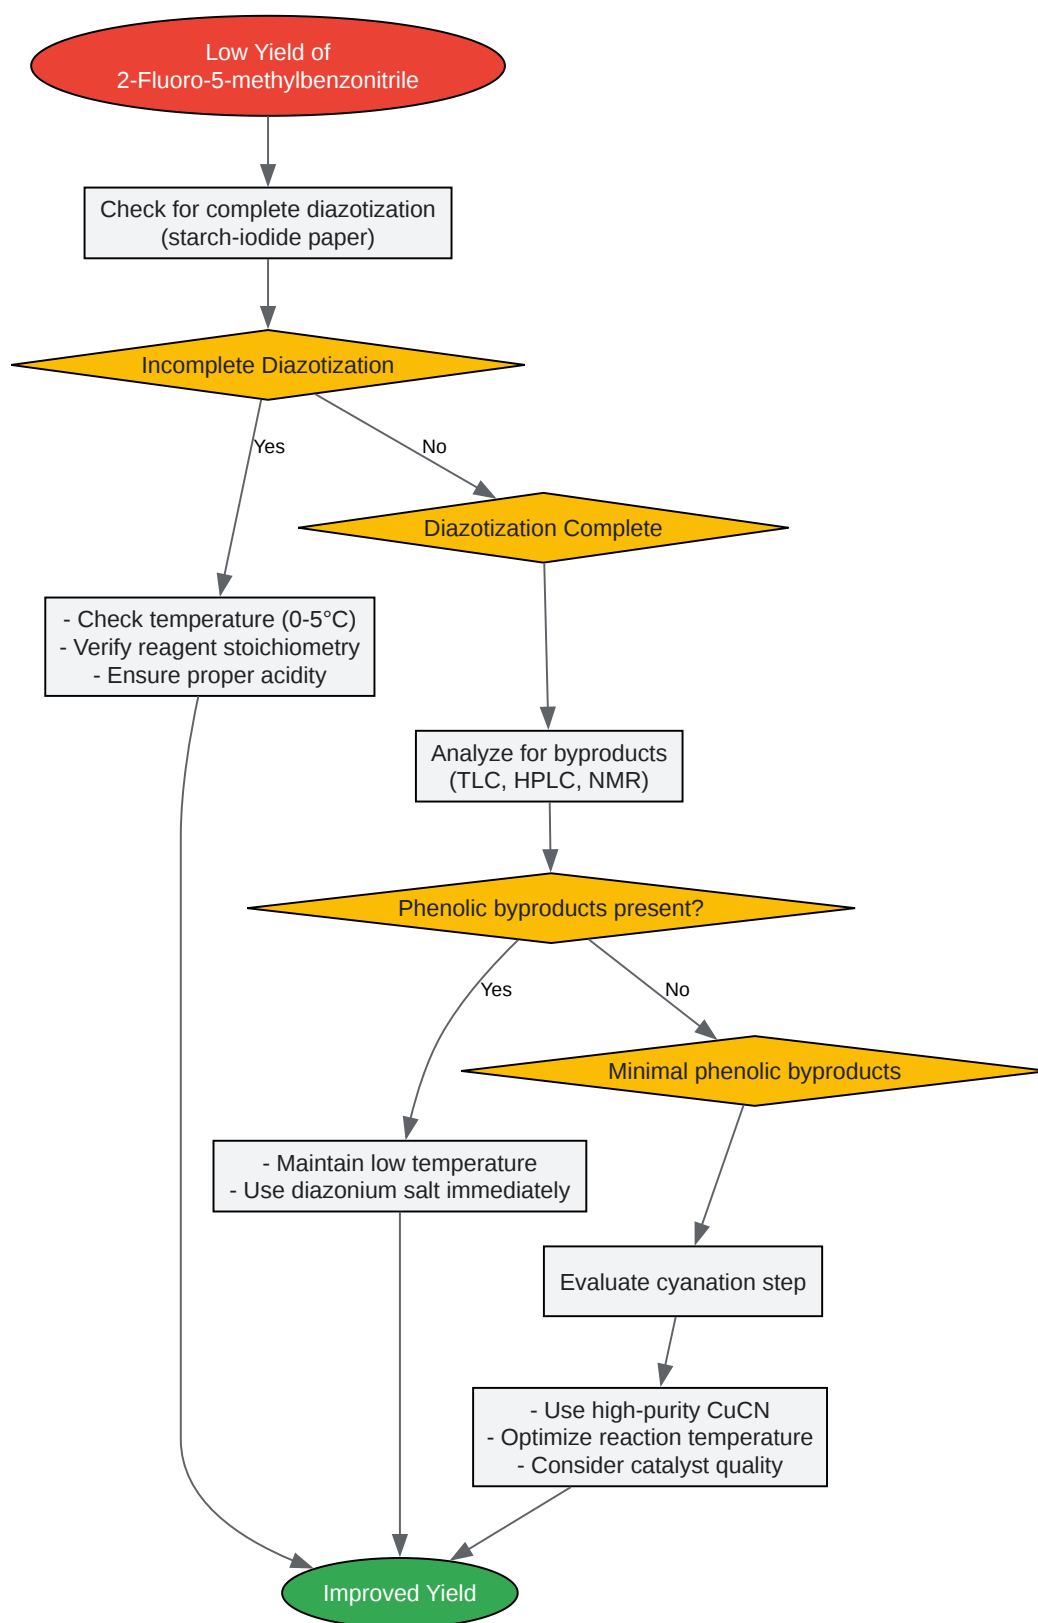 Low Yield of
2-Fluoro-5-methylbenzonitrile
Check for complete diazotization
(starch-iodide paper)
Incomplete Diazotization
Yes
No
Diazotization Complete
- Check temperature (0-5°C)
- Verify reagent stoichiometry
- Ensure proper acidity
Analyze for byproducts
(TLC, HPLC, NMR)
Phenolic byproducts present?
Yes
No
Minimal phenolic byproducts
- Maintain low temperature
- Use diazonium salt immediately
Evaluate cyanation step
- Use high-purity CuCN
- Optimize reaction temperature
- Consider catalyst quality
Improved Yield